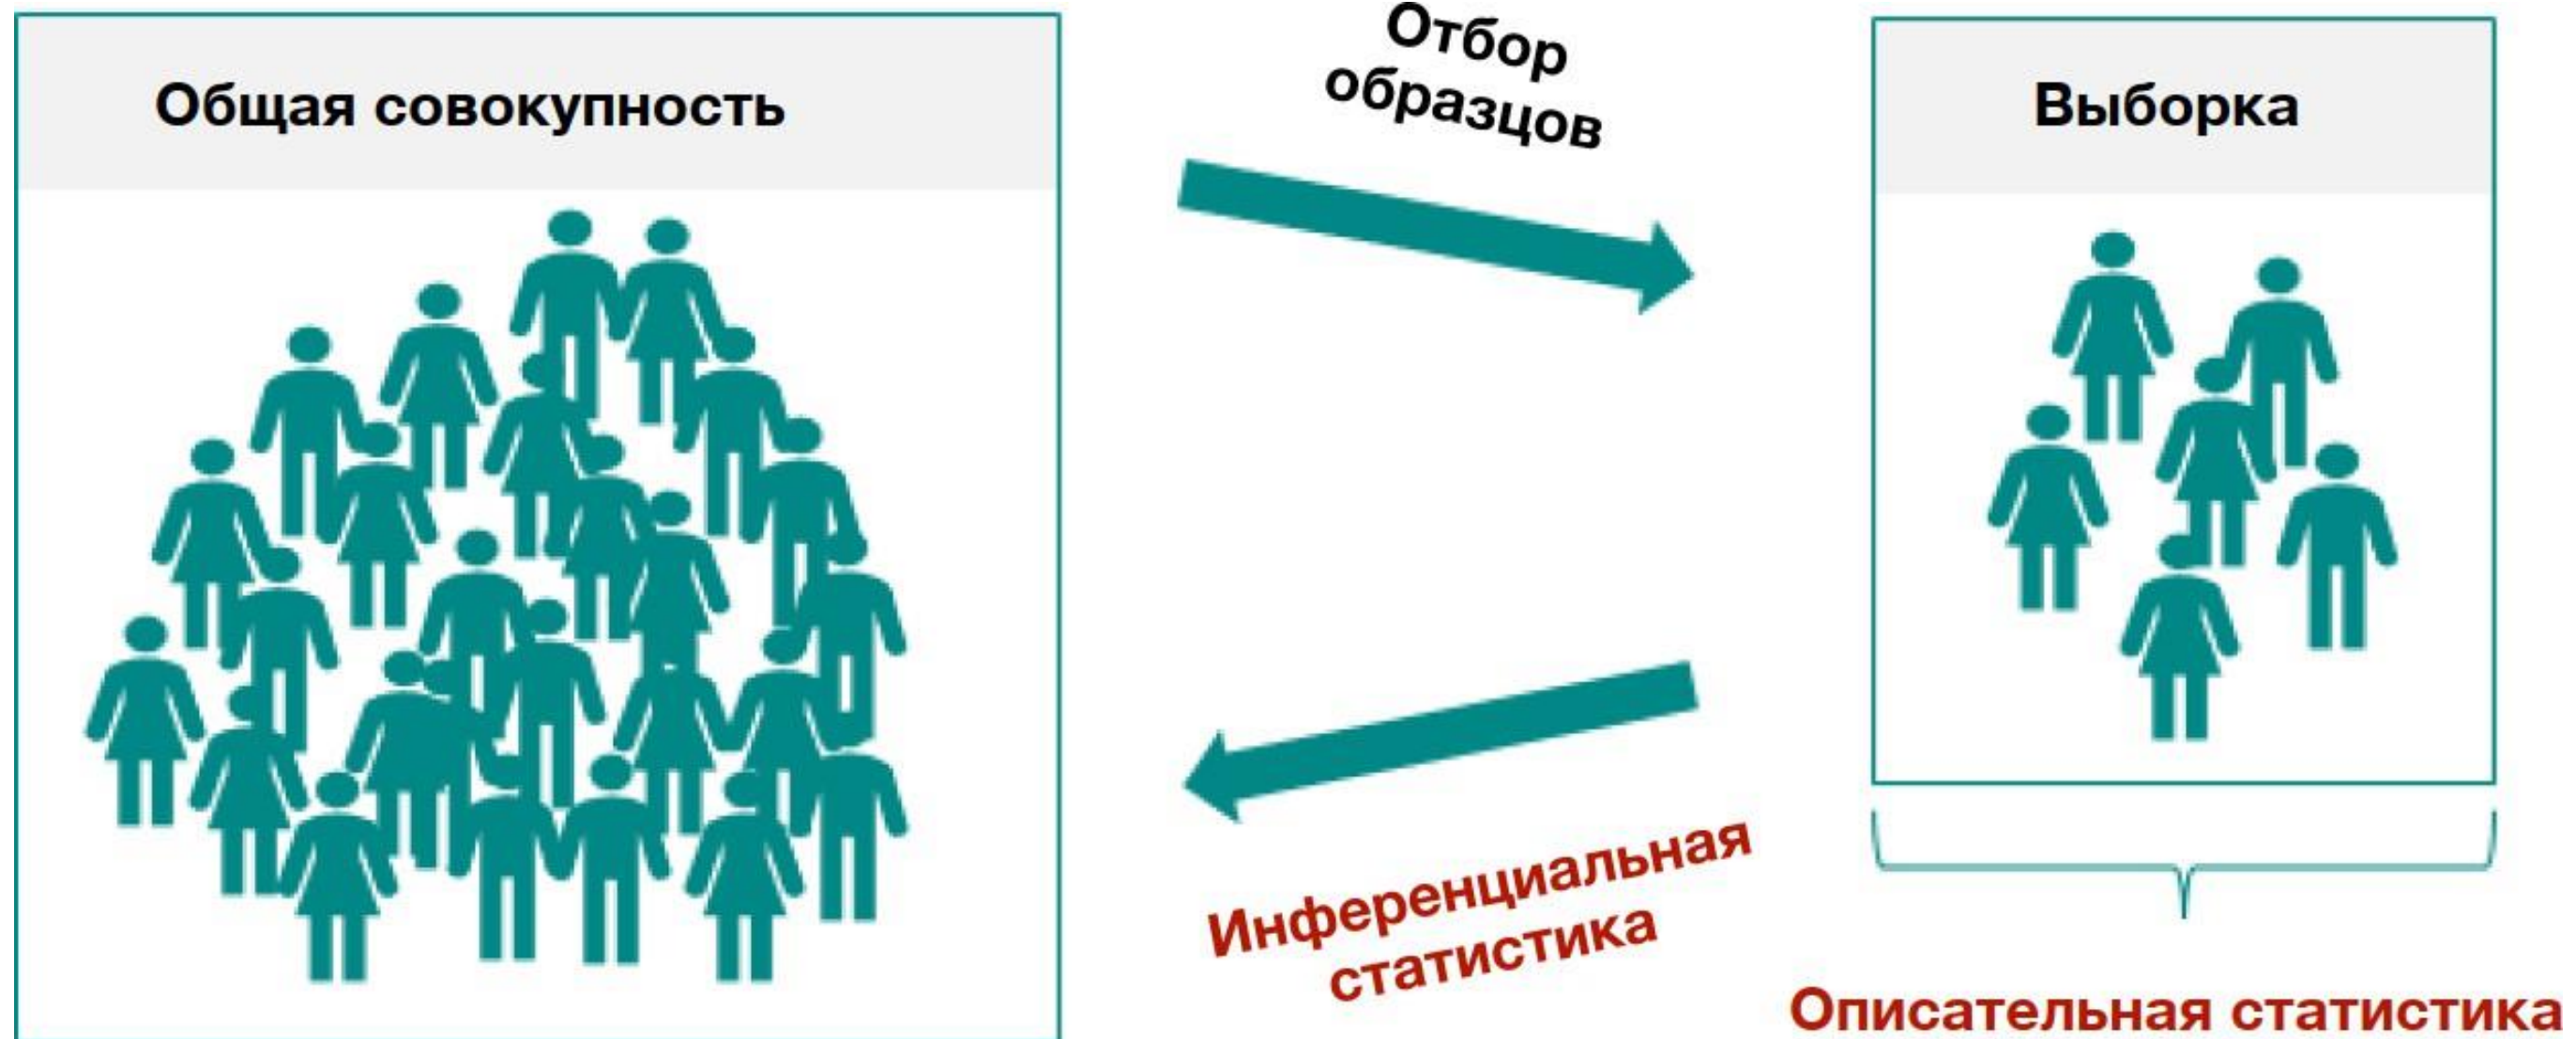 Общая совокупность
Отбор
образцов
Выборка
Инференциальная
статистика
Описательная статистика